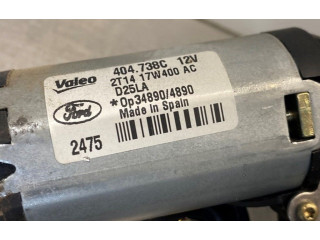 Valeo
404.738C 12V
2T14 17W400 AC
D25LA
*Op34890/4890
Made in Spain
Ford
2475